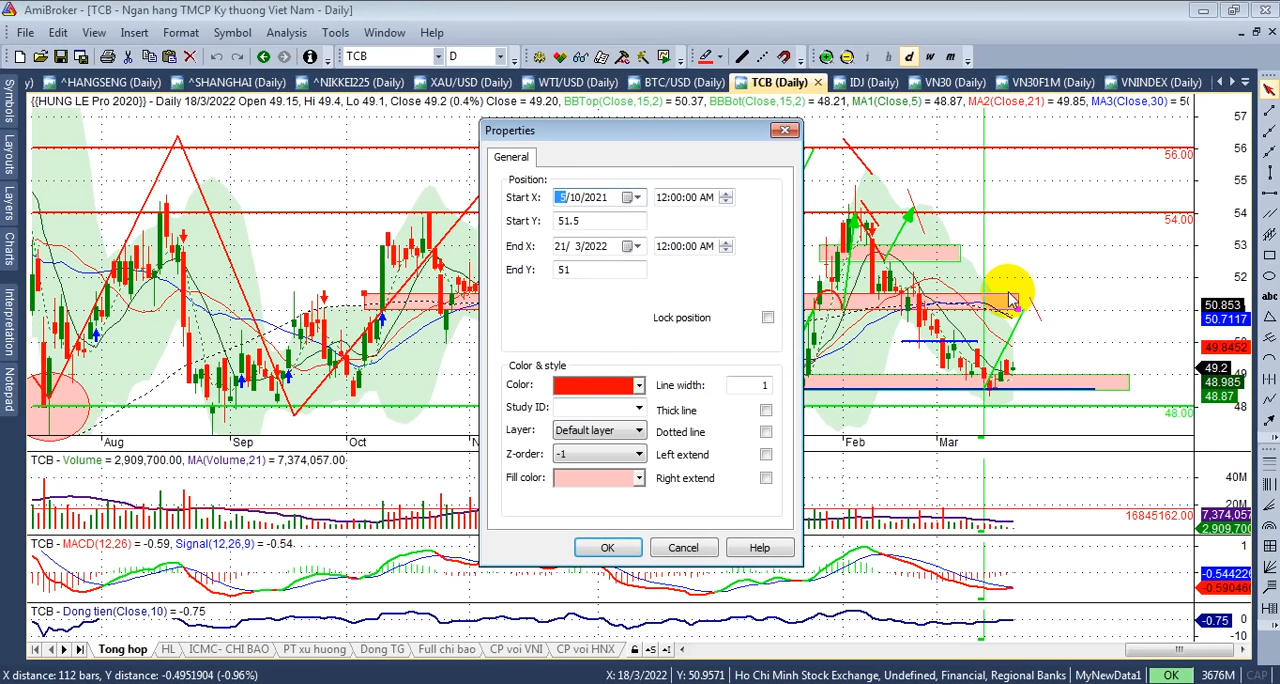 AmiBroker - [TCB - Ngan hang TMCP Ky thuong Viet Nam - Daily]
File Edit View Insert Format Symbol Analysis Tools Window Help
TCB D d w m
y) ^HANGSENG (Daily) ^SHANGHAI (Daily) ^NIKKEI225 (Daily) XAU/USD (Daily) WTI/USD (Daily) BTC/USD (Daily) TCB (Daily) IDJ (Daily) VN30 (Daily) VN30F1M (Daily) VNINDEX (Daily)
{{HUNG LE Pro 2020}} - Daily 18/3/2022 Open 49.15, Hi 49.4, Lo 49.1, Close 49.2 (0.4%) Close = 49.20, BBTop(Close,15,2) = 50.37, BBBot(Close,15,2) = 48.21, MA1(Close,5) = 48.87, MA2(Close,21) = 49.85, MA3(Close,30) = 50
Symbols
Layouts
Layers
Charts
Interpretation
Notepad
Properties
General
Position:
Start X: 5/10/2021 12:00:00 AM
Start Y: 51.5
End X: 21/ 3/2022 12:00:00 AM
End Y: 51
Lock position
Color & style
Color: Line width: 1
Study ID: Thick line
Layer: Default layer Dotted line
Z-order: -1 Left extend
Fill color: Right extend
OK Cancel Help
57
56.00
55
54.00
54
53
52
50.853
50.7117
49.8452
49.2
48.985
48.87
48.00
48
Aug Sep Oct N Feb Mar
TCB - Volume = 2,909,700.00, MA(Volume,21) = 7,374,057.00
40M
20M
16845162.00
7,374,057
2,909,700
TCB - MACD(12,26) = -0.59, Signal(12,26,9) = -0.54
1
-0.544220
-0.590460
TCB - Dong tien(Close,10) = -0.75
0
-0.75
-10
Tong hop HL ICMC- CHI BAO PT xu huong Dong TG Full chi bao CP voi VNI CP voi HNX
X distance: 112 bars, Y distance: -0.4951904 (-0.96%) X: 18/3/2022 Y: 50.9571 Ho Chi Minh Stock Exchange, Undefined, Financial, Regional Banks MyNewData1 OK 3676M CAP